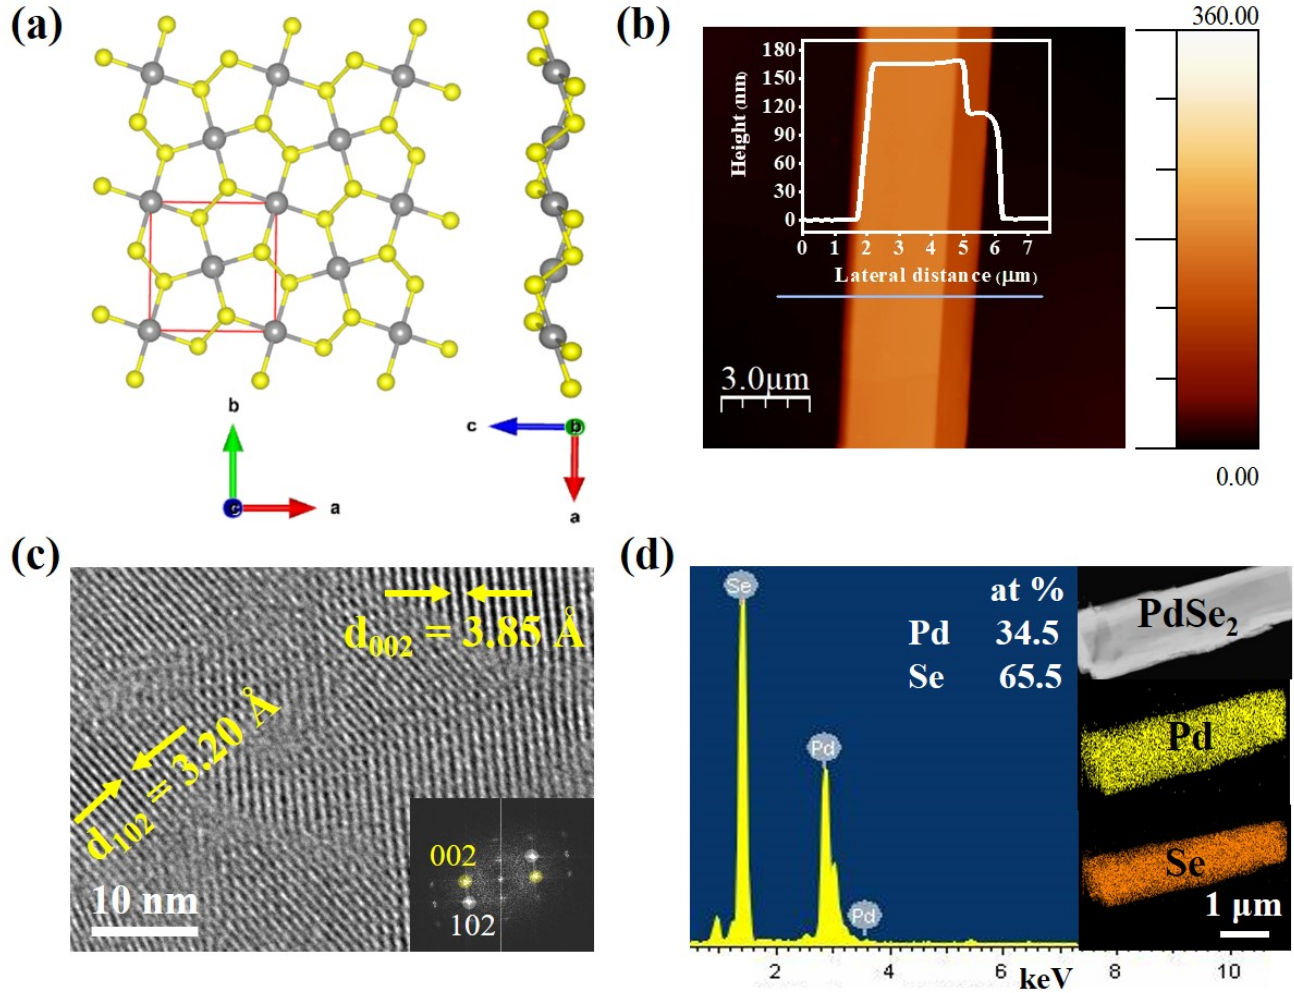 (a)
b
c
a
c
b
a
(b)
360.00
180
150
120
90
60
30
0
Height (nm)
0 1 2 3 4 5 6 7
Lateral distance (μm)
3.0μm
0.00
(c)
d002 = 3.85 Å
d102 = 3.20 Å
10 nm
002
102
(d)
Se
Pd
Pd
at %
Pd 34.5
Se 65.5
2 4 6 keV 8 10
PdSe2
Pd
Se
1 μm